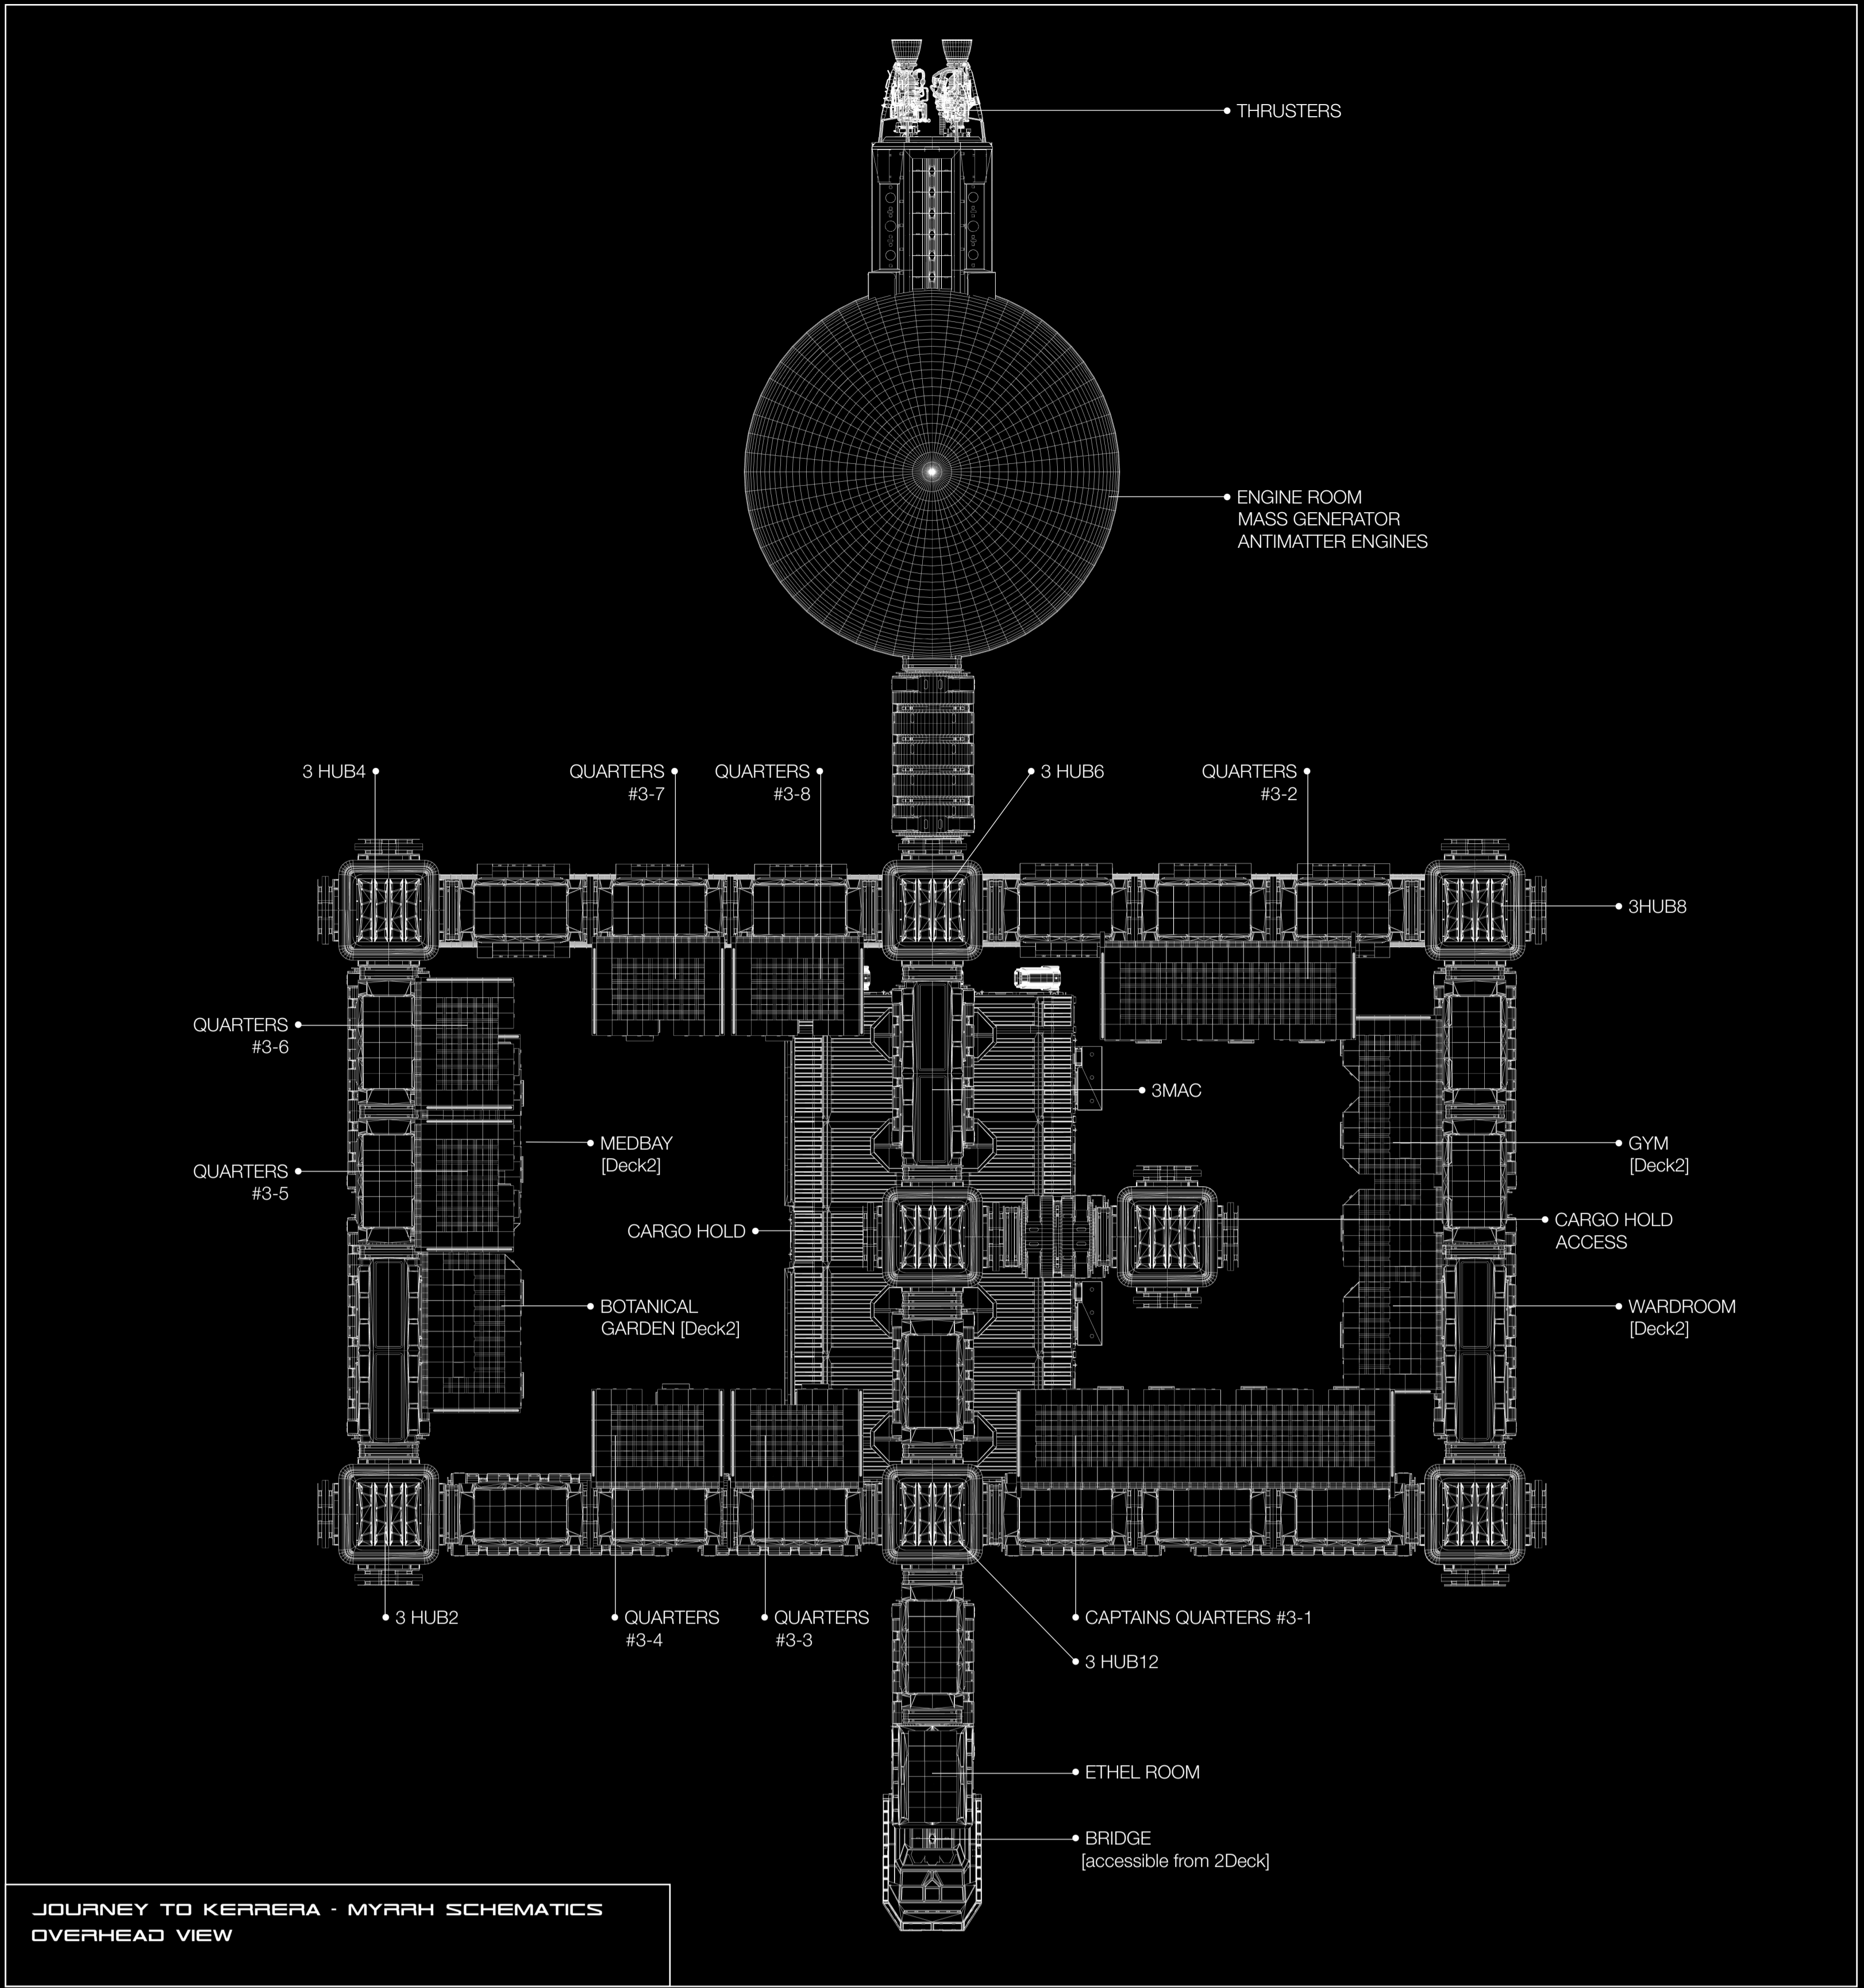 THRUSTERS
ENGINE ROOM
MASS GENERATOR
ANTIMATTER ENGINES
3 HUB4
QUARTERS
#3-7
QUARTERS
#3-8
3 HUB6
QUARTERS
#3-2
3HUB8
QUARTERS
#3-6
3MAC
MEDBAY
[Deck2]
GYM
[Deck2]
QUARTERS
#3-5
CARGO HOLD
CARGO HOLD
ACCESS
BOTANICAL
GARDEN [Deck2]
WARDROOM
[Deck2]
3 HUB2
QUARTERS
#3-4
QUARTERS
#3-3
CAPTAINS QUARTERS #3-1
3 HUB12
ETHEL ROOM
BRIDGE
[accessible from 2Deck]
JOURNEY TO KERRERA - MYRRH SCHEMATICS
OVERHEAD VIEW